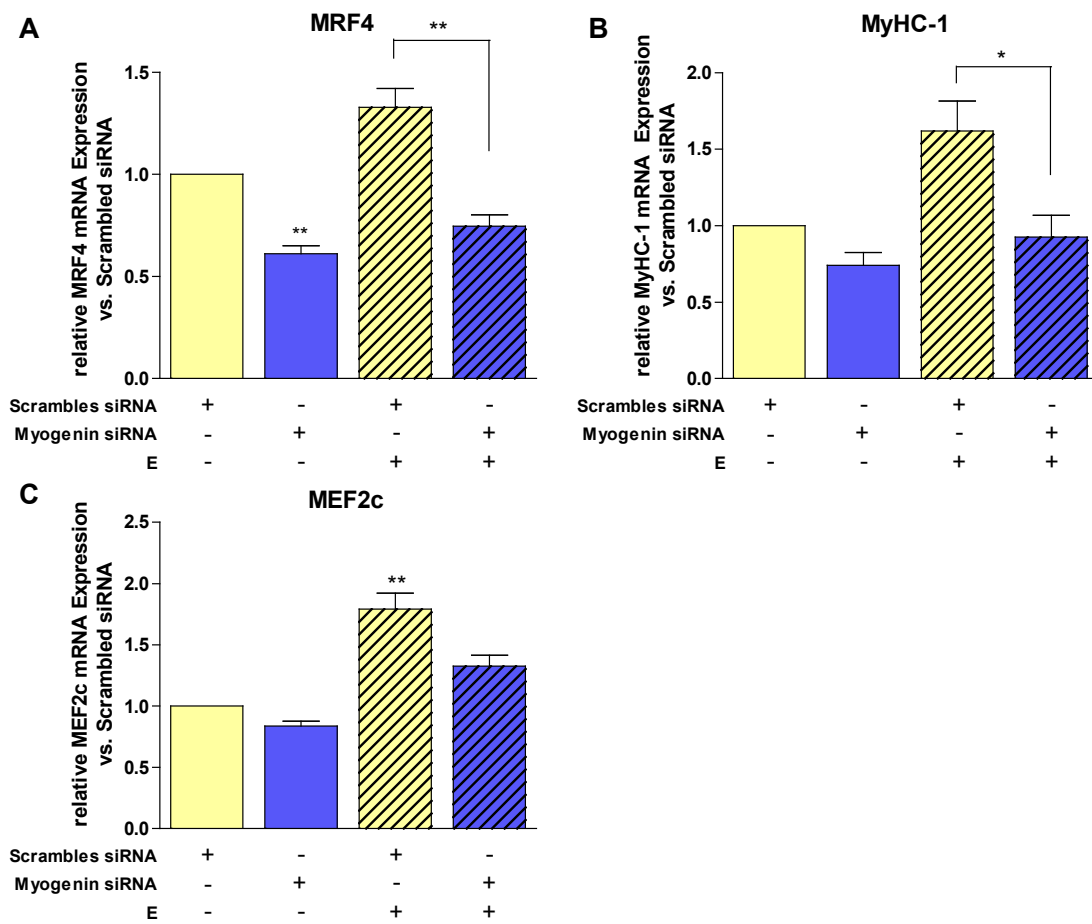 A
MRF4
relative MRF4 mRNA Expression
vs. Scrambled siRNA
1.5
1.0
0.5
0.0
**
**
Scrambles siRNA + - + -
Myogenin siRNA - + - +
E - - + +
B
MyHC-1
relative MyHC-1 mRNA Expression
vs. Scrambled siRNA
2.0
1.5
1.0
0.5
0.0
*
Scrambles siRNA + - + -
Myogenin siRNA - + - +
E - - + +
C
MEF2c
relative MEF2c mRNA Expression
vs. Scrambled siRNA
2.5
2.0
1.5
1.0
0.5
0.0
**
Scrambles siRNA + - + -
Myogenin siRNA - + - +
E - - + +